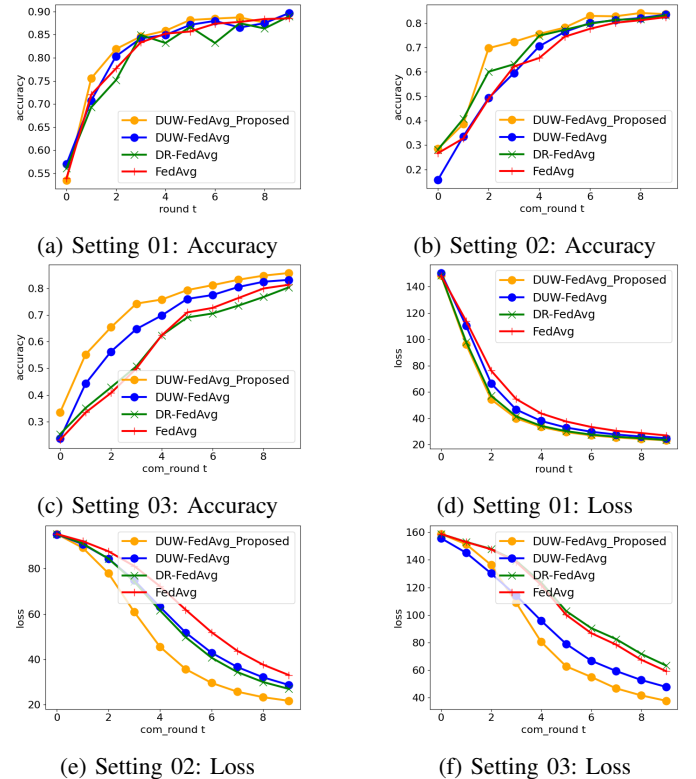 0.90
0.85
0.80
0.75
0.70
0.65
0.60
0.55
accuracy
DUW-FedAvg_Proposed
DUW-FedAvg
DR-FedAvg
FedAvg
0 2 4 6 8
round t
(a) Setting 01: Accuracy
0.8
0.7
0.6
0.5
0.4
0.3
0.2
accuracy
DUW-FedAvg_Proposed
DUW-FedAvg
DR-FedAvg
FedAvg
0 2 4 6 8
com_round t
(b) Setting 02: Accuracy
0.8
0.7
0.6
0.5
0.4
0.3
accuracy
DUW-FedAvg_Proposed
DUW-FedAvg
DR-FedAvg
FedAvg
0 2 4 6 8
com_round t
(c) Setting 03: Accuracy
140
120
100
80
60
40
20
loss
DUW-FedAvg_Proposed
DUW-FedAvg
DR-FedAvg
FedAvg
0 2 4 6 8
round t
(d) Setting 01: Loss
80
60
40
20
loss
DUW-FedAvg_Proposed
DUW-FedAvg
DR-FedAvg
FedAvg
0 2 4 6 8
com_round t
(e) Setting 02: Loss
160
140
120
100
80
60
40
loss
DUW-FedAvg_Proposed
DUW-FedAvg
DR-FedAvg
FedAvg
0 2 4 6 8
com_round t
(f) Setting 03: Loss